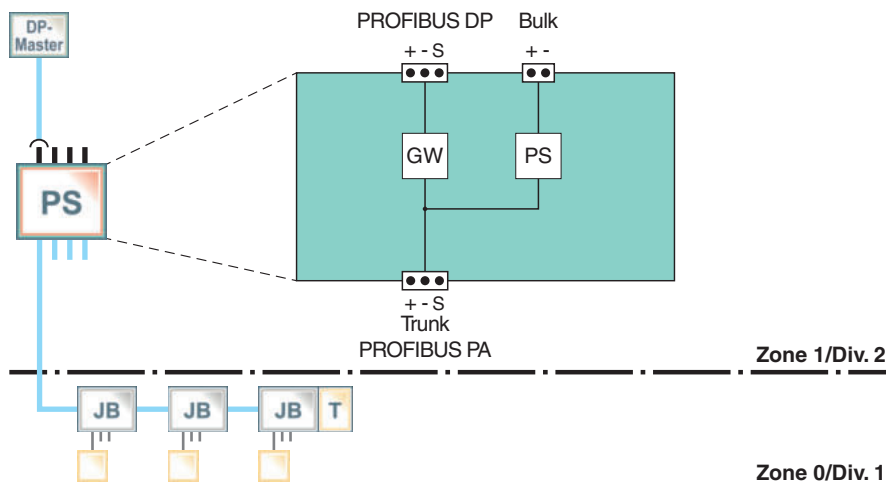 DP-
Master
PROFIBUS DP
Bulk
+ - S
+ -
GW
PS
PS
+ - S
Trunk
PROFIBUS PA
Zone 1/Div. 2
JB
JB
JB
T
Zone 0/Div. 1